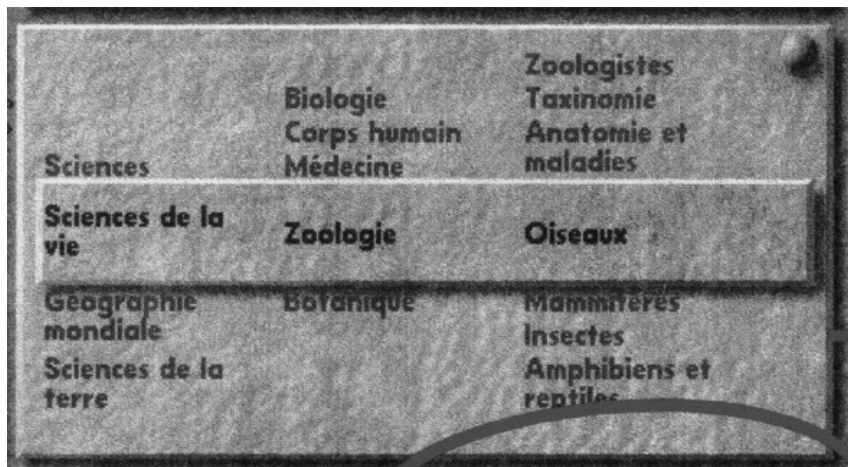 Zoologistes
Biologie Taxinomie
Corps humain Anatomie et
Sciences Médecine maladies
Sciences de la
vie Zoologie Oiseaux
Géographie Botanique Mammifères
mondiale Insectes
Sciences de la Amphibiens et
terre reptiles